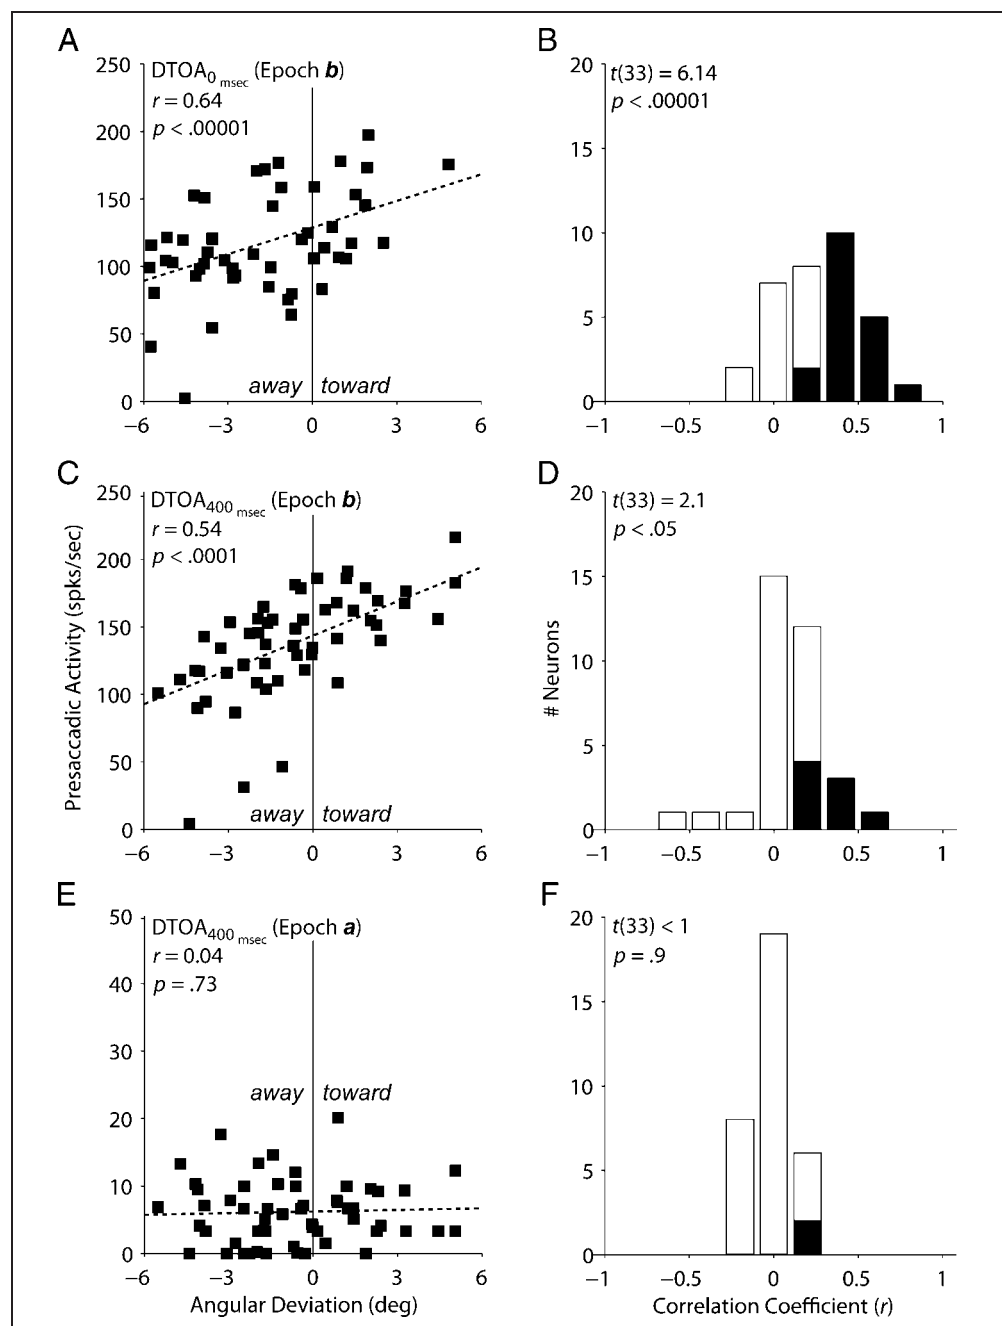 A
DTOA0 msec (Epoch b)
r = 0.64
p < .00001
250
200
150
100
50
0
away toward
−6 −3 0 3 6
B
t(33) = 6.14
p < .00001
20
15
10
5
0
−1 −0.5 0 0.5 1
C
DTOA400 msec (Epoch b)
r = 0.54
p < .0001
250
200
150
100
50
0
Presaccadic Activity (spks/sec)
away toward
−6 −3 0 3 6
D
t(33) = 2.1
p < .05
20
15
10
5
0
# Neurons
−1 −0.5 0 0.5 1
E
DTOA400 msec (Epoch a)
r = 0.04
p = .73
50
40
30
20
10
0
away toward
−6 −3 0 3 6
Angular Deviation (deg)
F
t(33) < 1
p = .9
20
15
10
5
0
−1 −0.5 0 0.5 1
Correlation Coefficient (r)